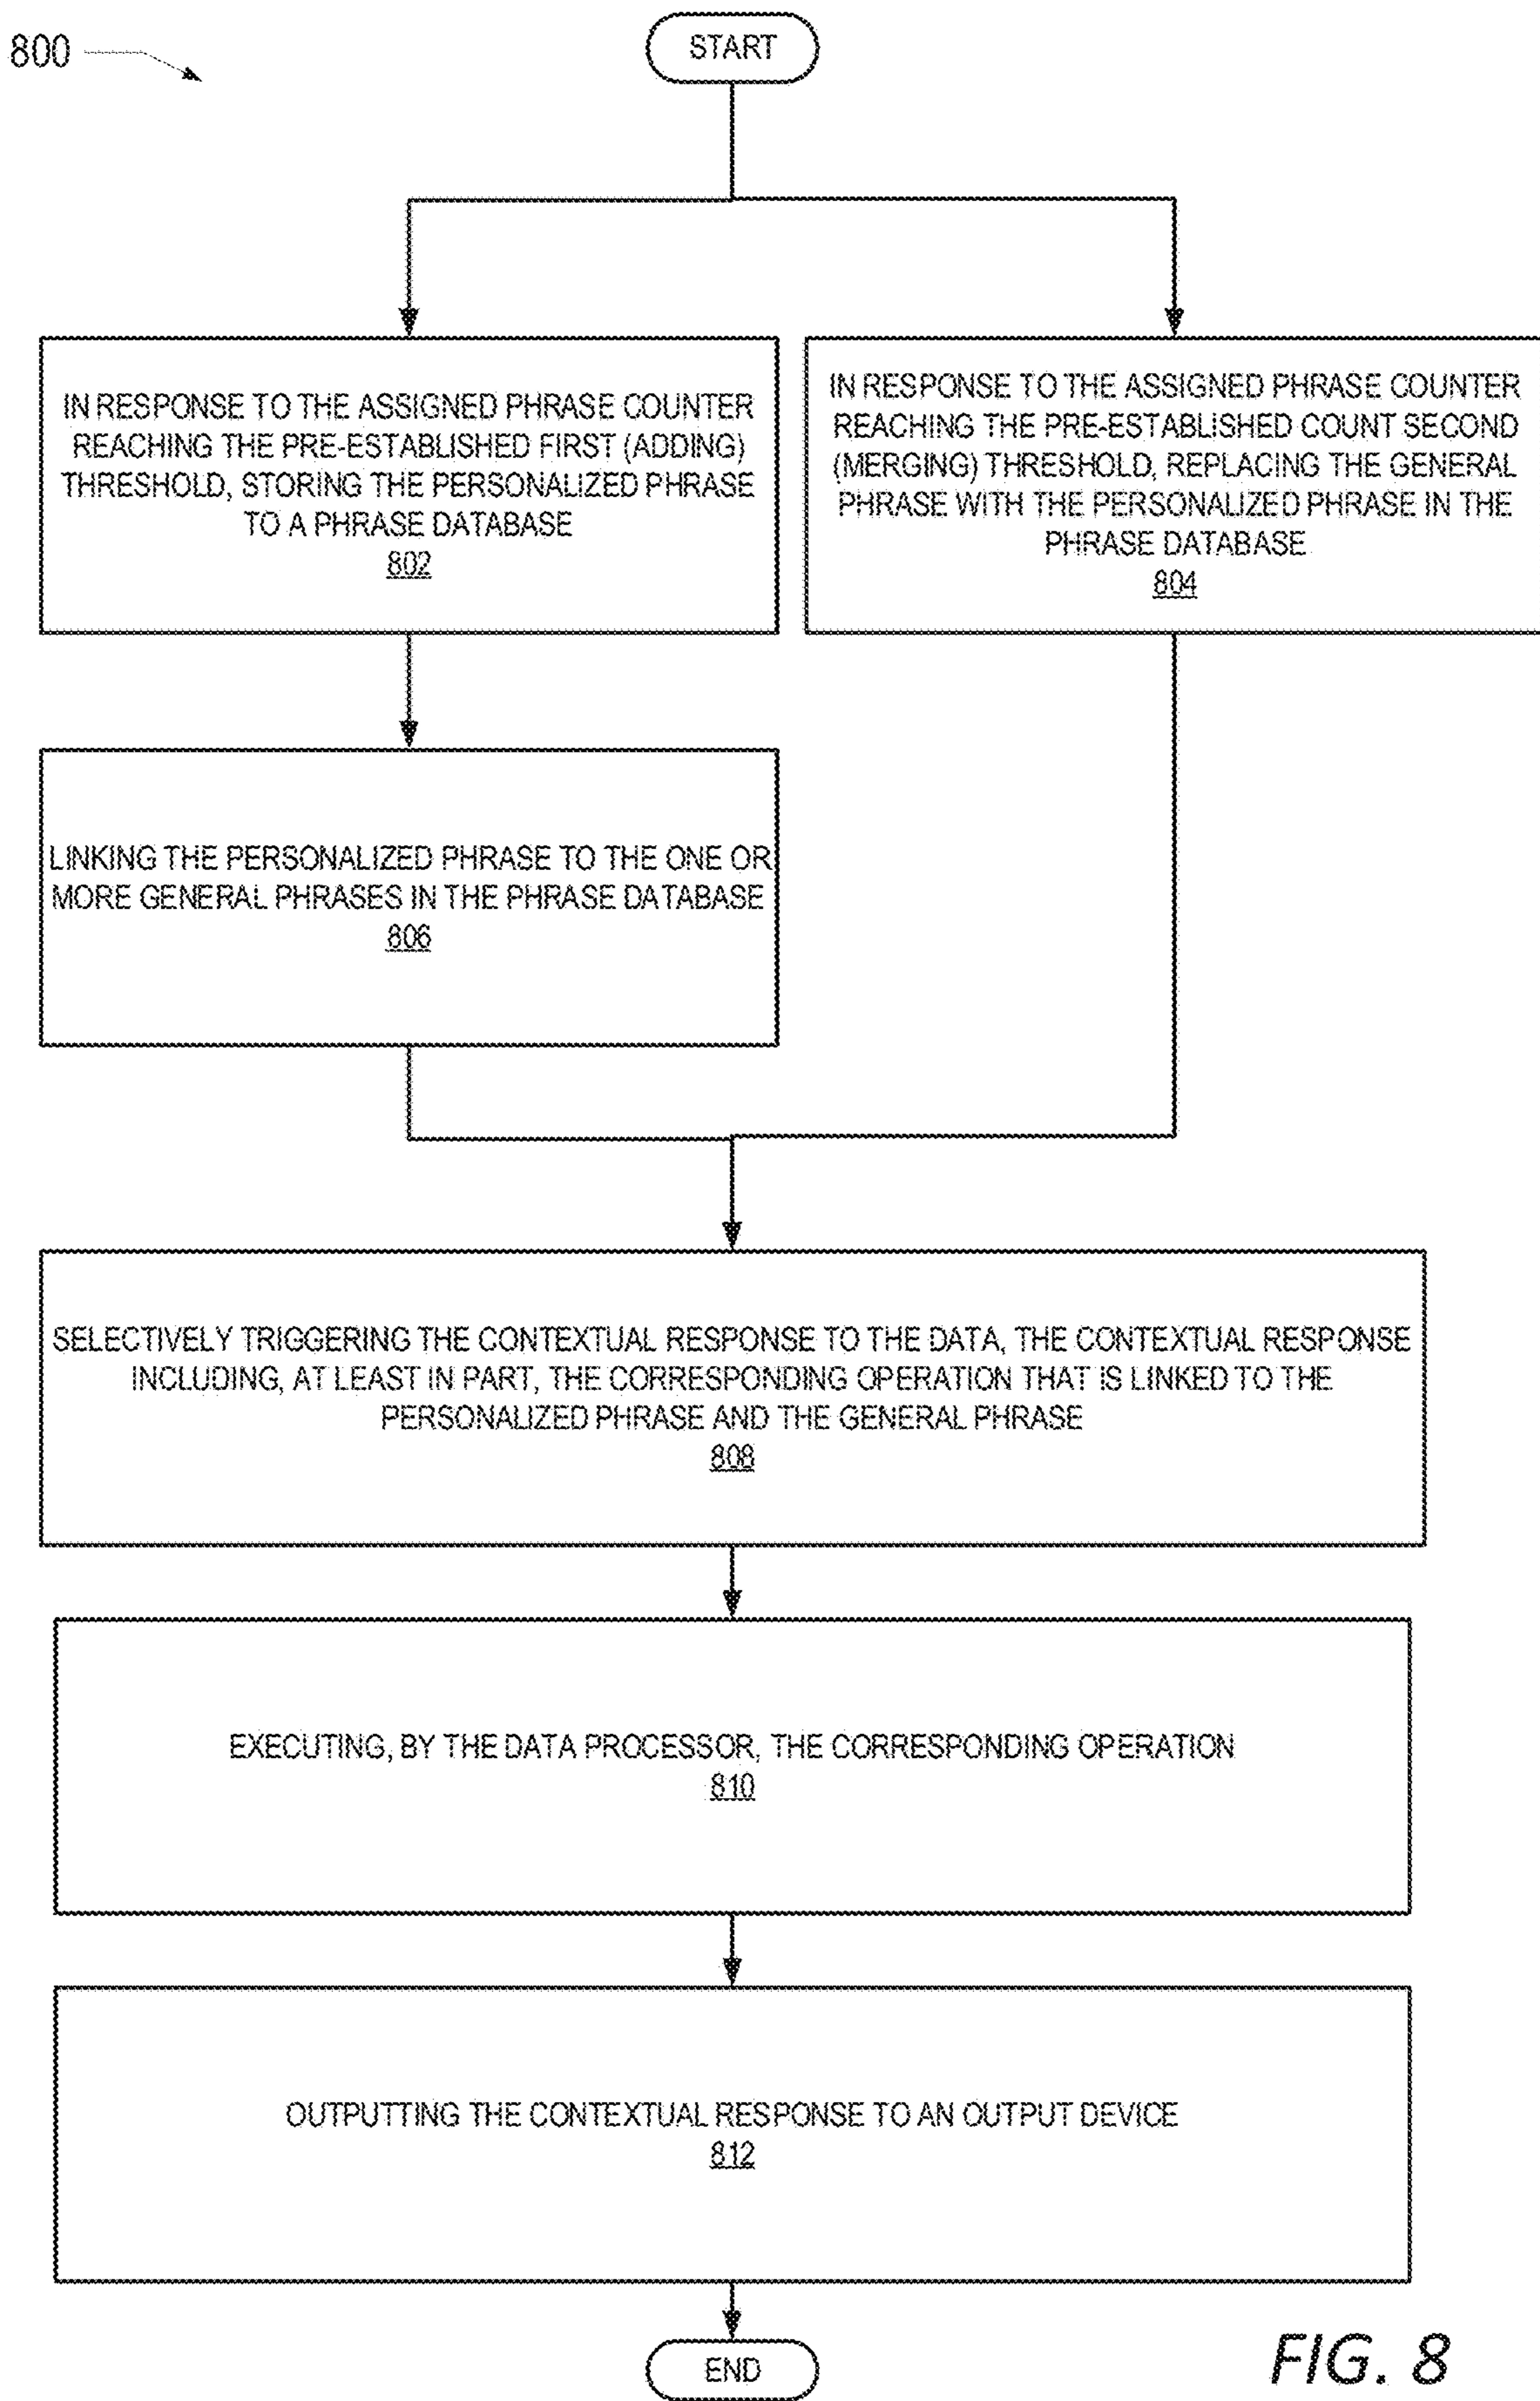 800
START
IN RESPONSE TO THE ASSIGNED PHRASE COUNTER
REACHING THE PRE-ESTABLISHED FIRST (ADDING)
THRESHOLD, STORING THE PERSONALIZED PHRASE
TO A PHRASE DATABASE
802
IN RESPONSE TO THE ASSIGNED PHRASE COUNTER
REACHING THE PRE-ESTABLISHED COUNT SECOND
(MERGING) THRESHOLD, REPLACING THE GENERAL
PHRASE WITH THE PERSONALIZED PHRASE IN THE
PHRASE DATABASE
804
LINKING THE PERSONALIZED PHRASE TO THE ONE OR
MORE GENERAL PHRASES IN THE PHRASE DATABASE
806
SELECTIVELY TRIGGERING THE CONTEXTUAL RESPONSE TO THE DATA, THE CONTEXTUAL RESPONSE
INCLUDING, AT LEAST IN PART, THE CORRESPONDING OPERATION THAT IS LINKED TO THE
PERSONALIZED PHRASE AND THE GENERAL PHRASE
808
EXECUTING, BY THE DATA PROCESSOR, THE CORRESPONDING OPERATION
810
OUTPUTTING THE CONTEXTUAL RESPONSE TO AN OUTPUT DEVICE
812
END
FIG. 8